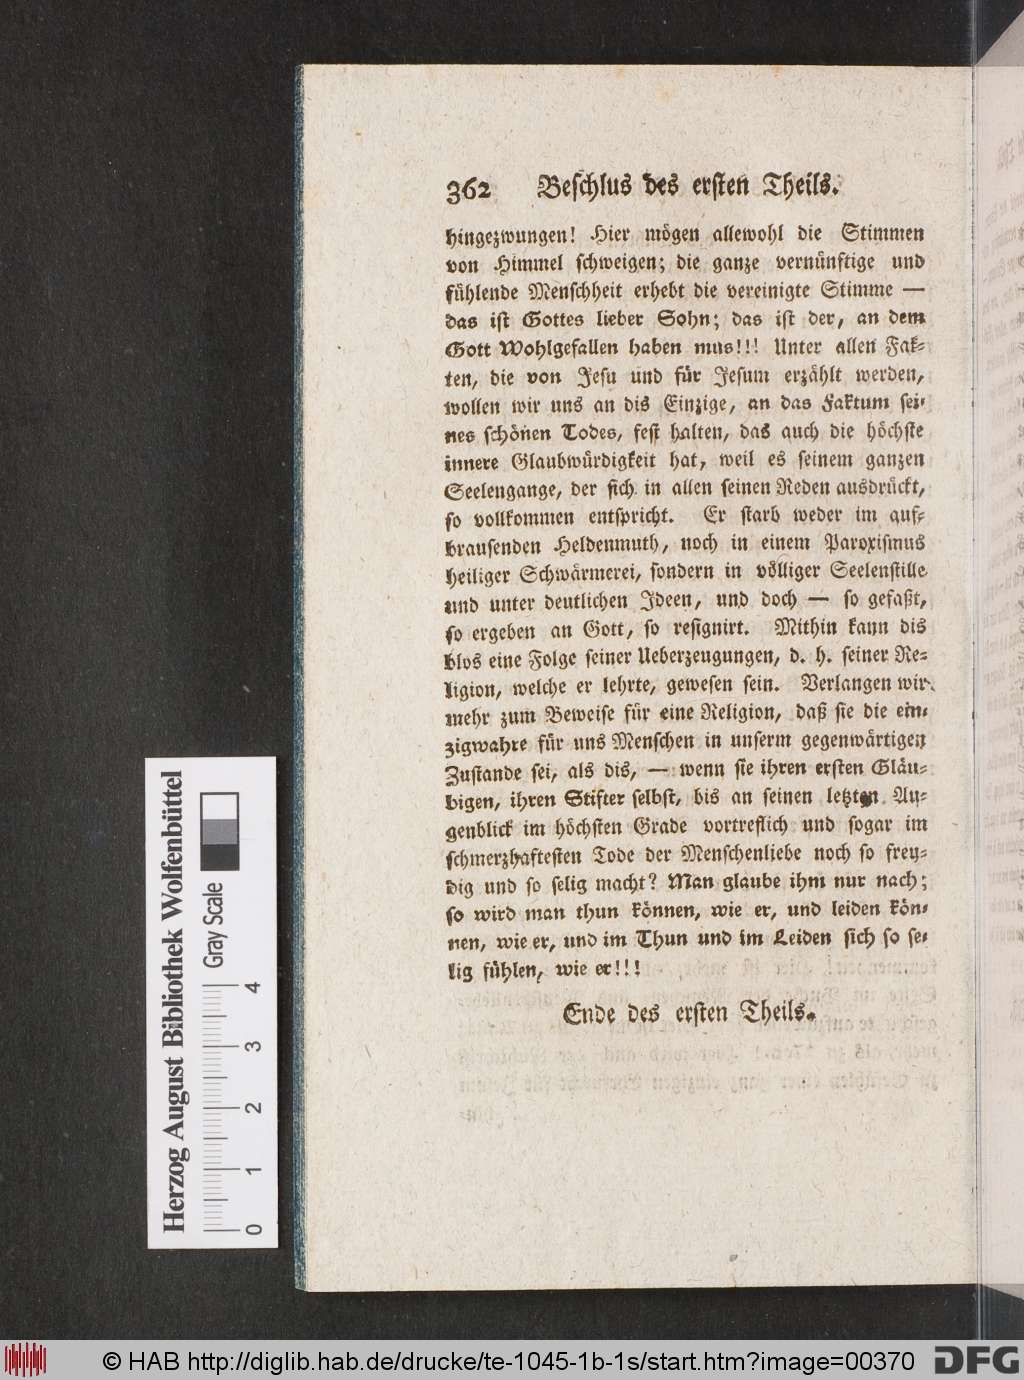 362 Beschlus des ersten Theils.
hingezwungen! Hier mögen allewohl die Stimmen
von Himmel schweigen; die ganze vernünftige und
fühlende Menschheit erhebt die vereinigte Stimme —
das ist Gottes lieber Sohn; das ist der, an dem
Gott Wohlgefallen haben mus!!! Unter allen Fak-
ten, die von Jesu und für Jesum erzählt werden,
wollen wir uns an dis Einzige, an das Faktum sei-
nes schönen Todes, fest halten, das auch die höchste
innere Glaubwürdigkeit hat, weil es seinem ganzen
Seelengange, der sich in allen seinen Reden ausdrückt,
so vollkommen entspricht. Er starb weder im auf-
brausenden Heldenmuth, noch in einem Paroxismus
heiliger Schwärmerei, sondern in völliger Seelenstille
und unter deutlichen Ideen, und doch — so gefaßt,
so ergeben an Gott, so resignirt. Mithin kann dis
blos eine Folge seiner Ueberzeugungen, d. h. seiner Re-
ligion, welche er lehrte, gewesen sein. Verlangen wir
mehr zum Beweise für eine Religion, daß sie die ein-
zigwahre für uns Menschen in unserm gegenwärtigen
Zustande sei, als dis, — wenn sie ihren ersten Gläu-
bigen, ihren Stifter selbst, bis an seinen letzten Au-
genblick im höchsten Grade vortreflich und sogar im
schmerzhaftesten Tode der Menschenliebe noch so freu-
dig und so selig macht? Man glaube ihm nur nach;
so wird man thun können, wie er, und leiden kön-
nen, wie er, und im Thun und im Leiden sich so se-
lig fühlen, wie er!!!
Ende des ersten Theils.
Herzog August Bibliothek Wolfenbüttel
Gray Scale
0 1 2 3 4
© HAB http://diglib.hab.de/drucke/te-1045-1b-1s/start.htm?image=00370
DFG